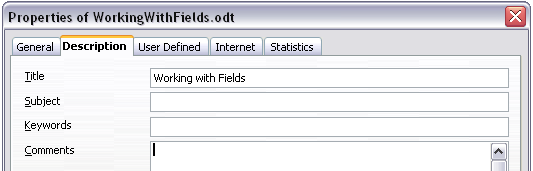 Properties of WorkingWithFields.odt
General Description User Defined Internet Statistics
Title Working with Fields
Subject
Keywords
Comments